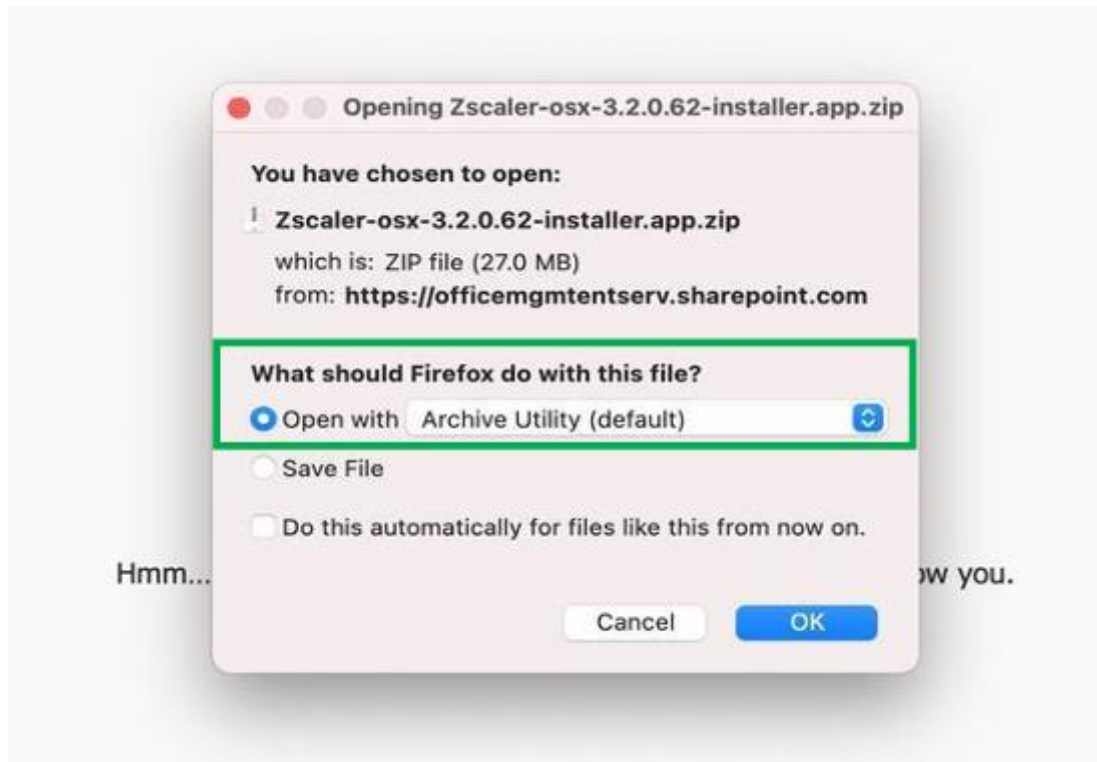 Opening Zscaler-osx-3.2.0.62-installer.app.zip
You have chosen to open:
Zscaler-osx-3.2.0.62-installer.app.zip
which is: ZIP file (27.0 MB)
from: https://officemgmtentserv.sharepoint.com
What should Firefox do with this file?
Open with Archive Utility (default)
Save File
Do this automatically for files like this from now on.
Hmm... ow you.
Cancel OK